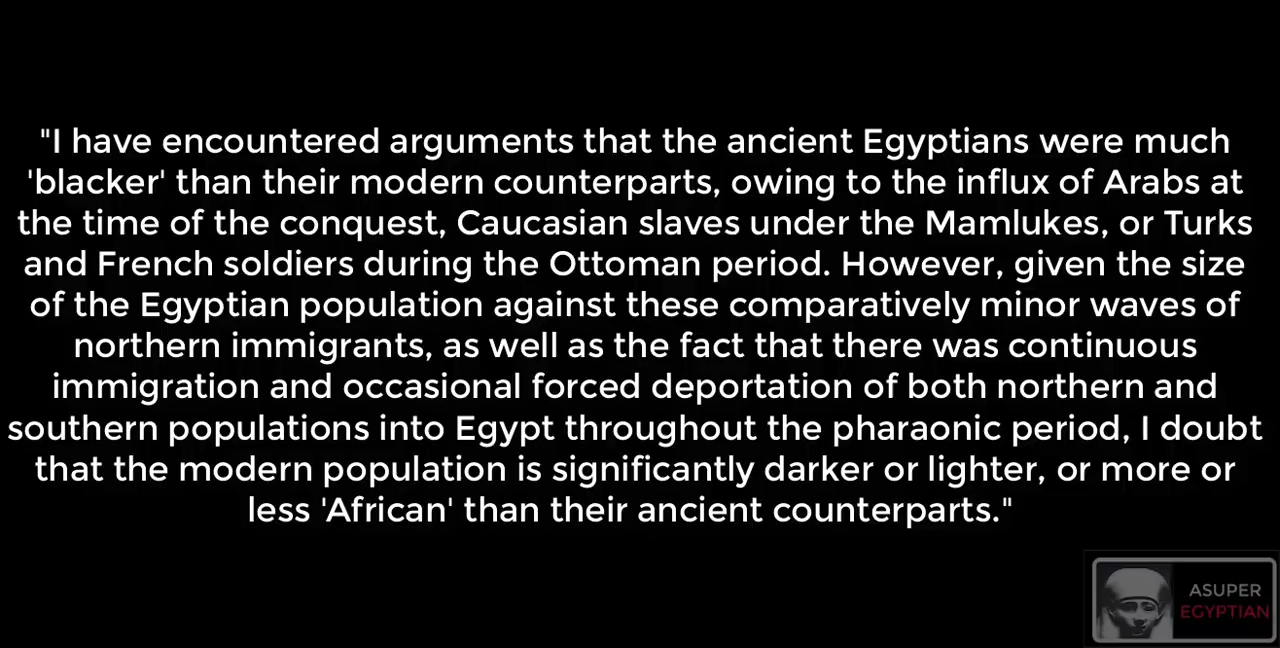 "I have encountered arguments that the ancient Egyptians were much
'blacker' than their modern counterparts, owing to the influx of Arabs at
the time of the conquest, Caucasian slaves under the Mamlukes, or Turks
and French soldiers during the Ottoman period. However, given the size
of the Egyptian population against these comparatively minor waves of
northern immigrants, as well as the fact that there was continuous
immigration and occasional forced deportation of both northern and
southern populations into Egypt throughout the pharaonic period, I doubt
that the modern population is significantly darker or lighter, or more or
less 'African' than their ancient counterparts."
ASUPER
EGYPTIAN